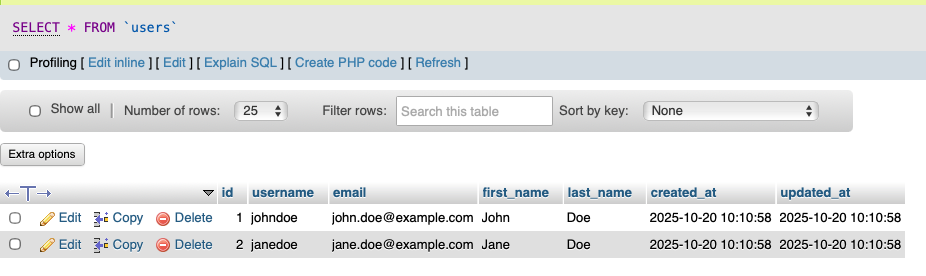 SELECT * FROM `users`
Profiling [ Edit inline ] [ Edit ] [ Explain SQL ] [ Create PHP code ] [ Refresh ]
Show all | Number of rows: 25 Filter rows: Search this table Sort by key: None
Extra options
←T→ id username email first_name last_name created_at updated_at
Edit Copy Delete 1 johndoe john.doe@example.com John Doe 2025-10-20 10:10:58 2025-10-20 10:10:58
Edit Copy Delete 2 janedoe jane.doe@example.com Jane Doe 2025-10-20 10:10:58 2025-10-20 10:10:58